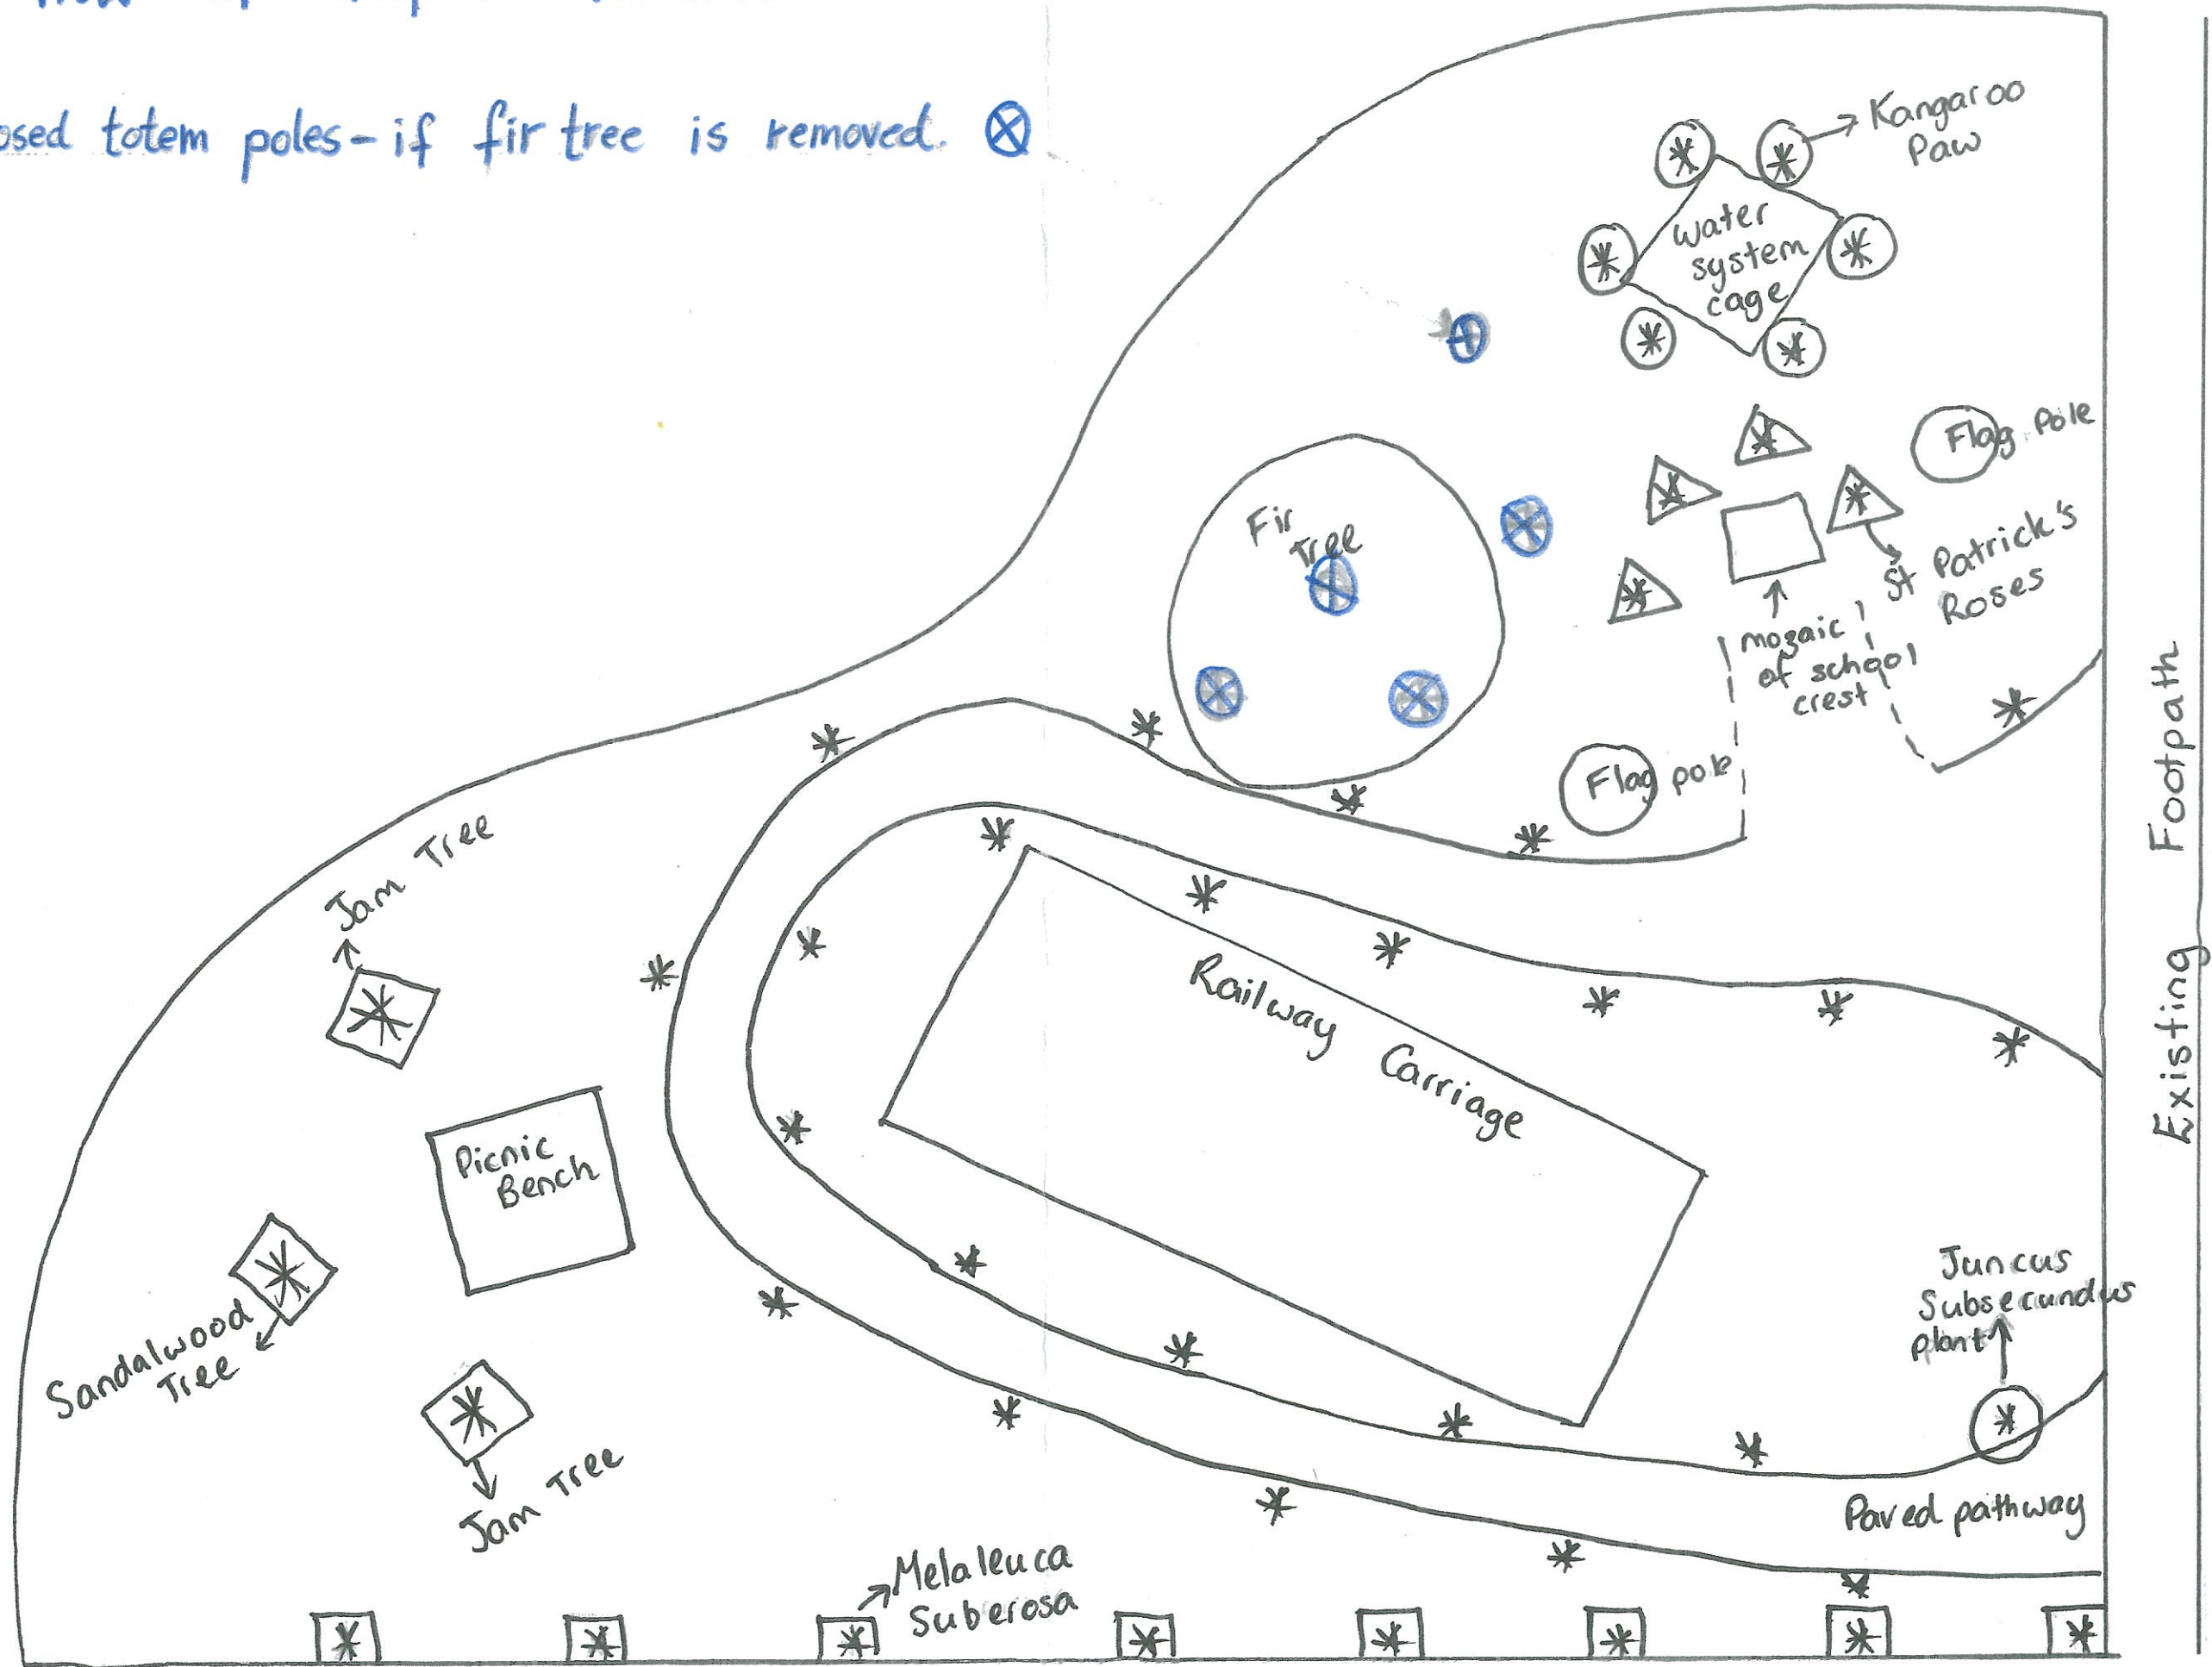 osed totem poles - if fir tree is removed.
Kangaroo
Paw
water
system
cage
Flag Pole
Fir
Tree
St Patrick's
Roses
mozaic
of school
crest
Flag pole
Jam Tree
Railway Carriage
Existing Footpath
Picnic
Bench
Sandalwood
Tree
Juncus
Subsecundus
plant
Jam Tree
Paved pathway
Melaleuca
Suberosa